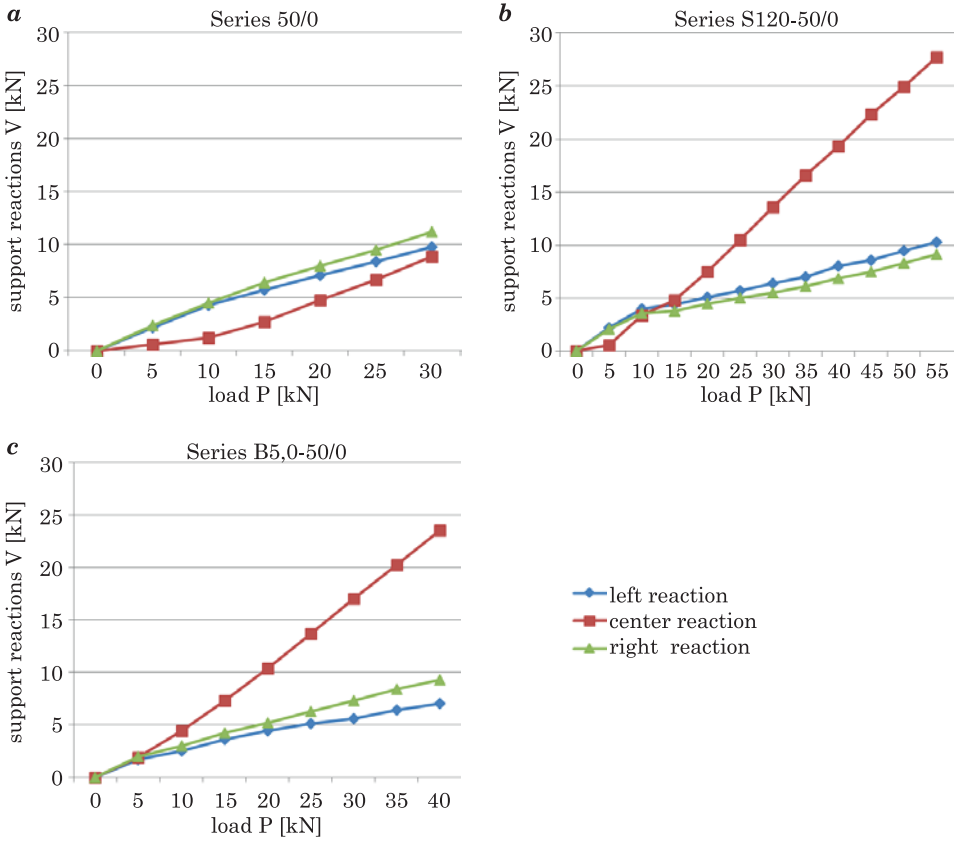 a
Series 50/0
support reactions V [kN]
30
25
20
15
10
5
0
0 5 10 15 20 25 30
load P [kN]
b
Series S120-50/0
support reactions V [kN]
30
25
20
15
10
5
0
0 5 10 15 20 25 30 35 40 45 50 55
load P [kN]
c
Series B5,0-50/0
support reactions V [kN]
30
25
20
15
10
5
0
0 5 10 15 20 25 30 35 40
load P [kN]
left reaction
center reaction
right reaction